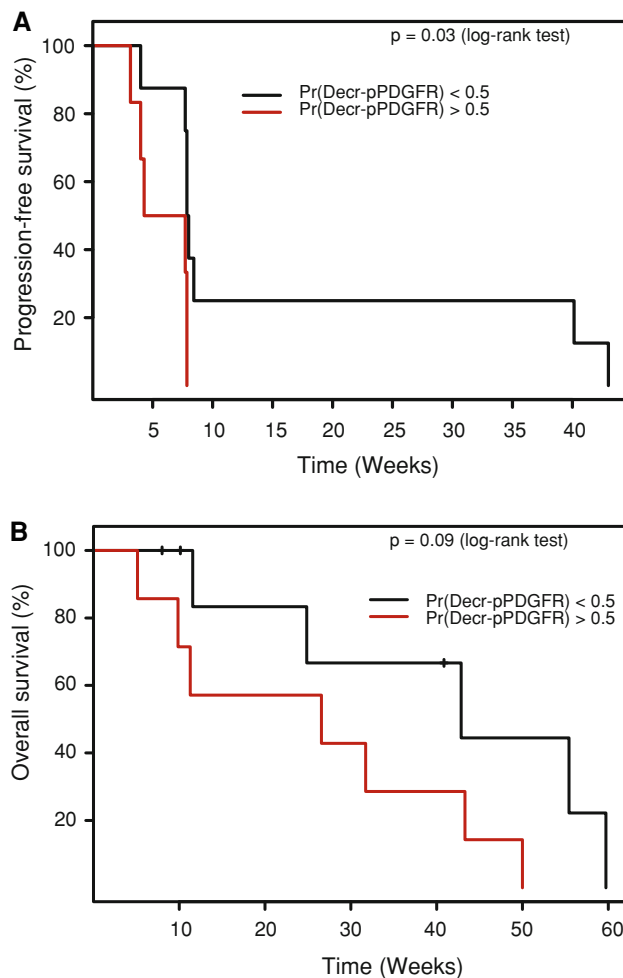 A
p = 0.03 (log-rank test)
Pr(Decr-pPDGFR) < 0.5
Pr(Decr-pPDGFR) > 0.5
Progression-free survival (%)
100
80
60
40
20
5 10 15 20 25 30 35 40
Time (Weeks)
B
p = 0.09 (log-rank test)
Pr(Decr-pPDGFR) < 0.5
Pr(Decr-pPDGFR) > 0.5
Overall survival (%)
100
80
60
40
20
10 20 30 40 50 60
Time (Weeks)